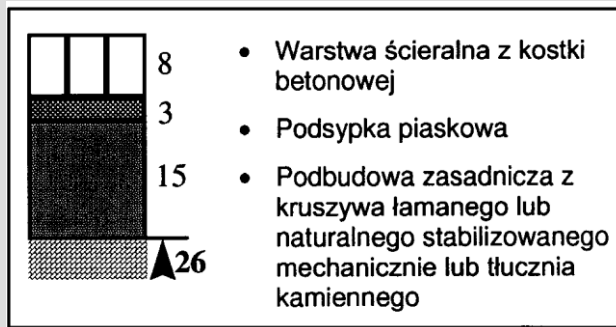 8
3
15
26
• Warstwa ścieralna z kostki
betonowej
• Podsypka piaskowa
• Podbudowa zasadnicza z
kruszywa łamanego lub
naturalnego stabilizowanego
mechanicznie lub tłucznia
kamiennego